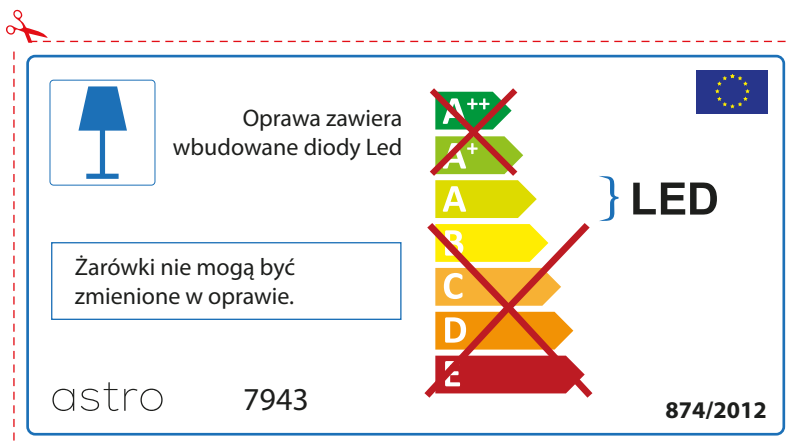 Oprawa zawiera
wbudowane diody Led
A++
A+
A
B
C
D
E
LED
Żarówki nie mogą być
zmienione w oprawie.
astro 7943
874/2012